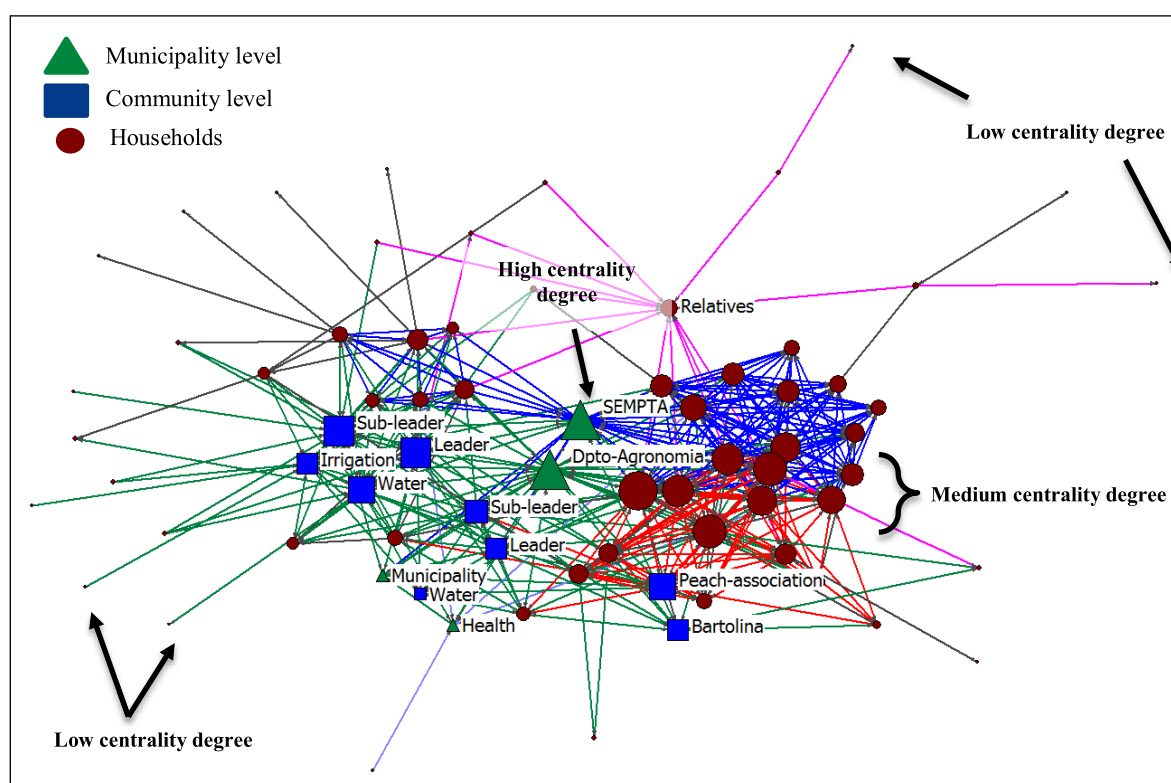 Municipality level
Community level
Households
Low centrality degree
High centrality
degree
Relatives
SEMPTA
Sub-leader
Leader
Dpto-Agronomia
Irrigation
Water
Medium centrality degree
Sub-leader
Leader
Municipality
Peach-association
Water
Health
Bartolina
Low centrality degree